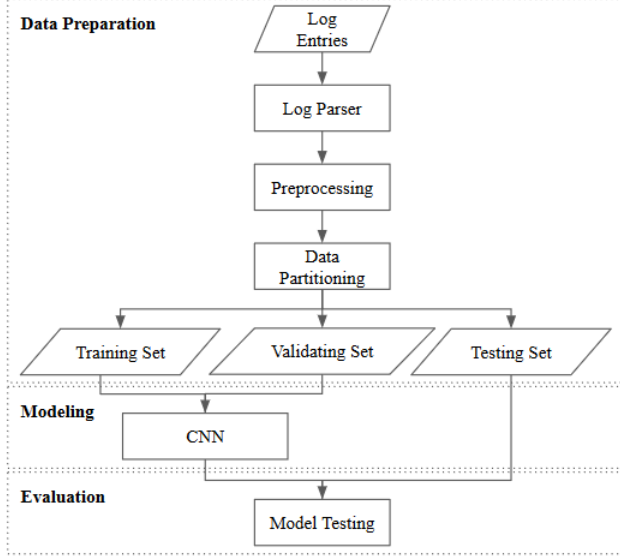 Data Preparation
Log
Entries
Log Parser
Preprocessing
Data
Partitioning
Training Set
Validating Set
Testing Set
Modeling
CNN
Evaluation
Model Testing